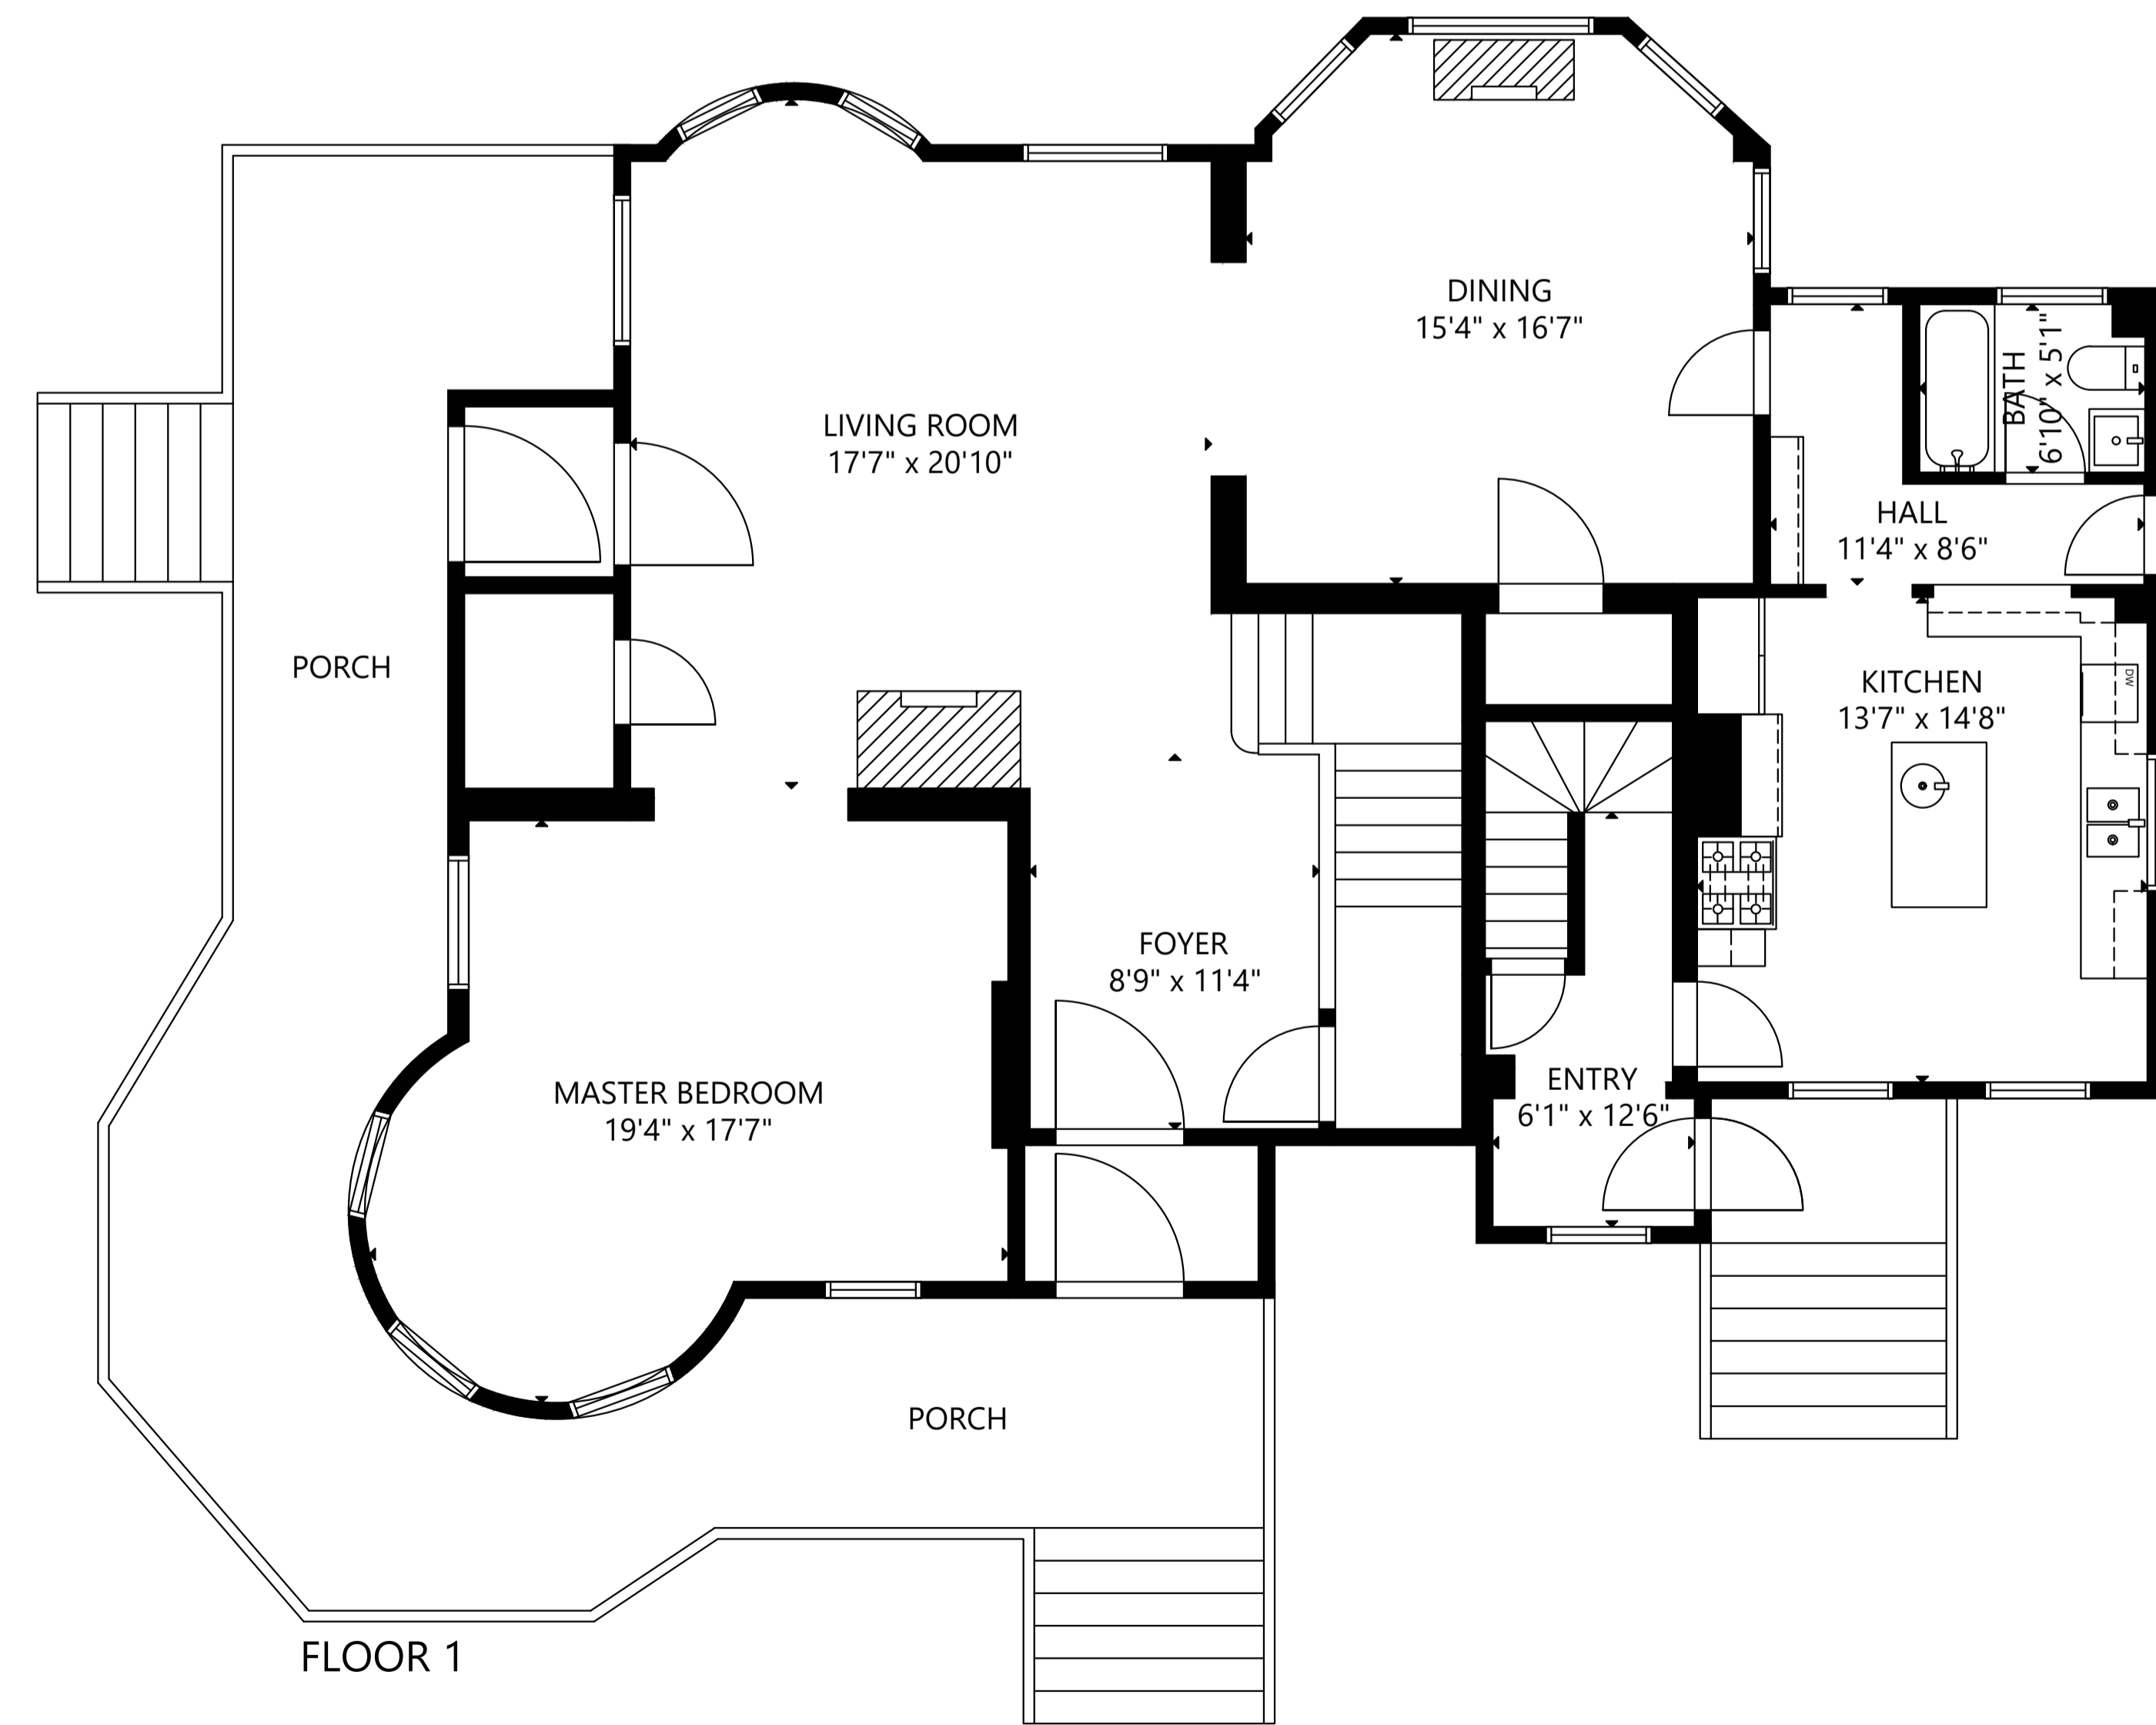 DINING
15'4" x 16'7"
LIVING ROOM
17'7" x 20'10"
BATH
6'10" x 5'1"
HALL
11'4" x 8'6"
PORCH
KITCHEN
13'7" x 14'8"
DW
FOYER
8'9" x 11'4"
MASTER BEDROOM
19'4" x 17'7"
ENTRY
6'1" x 12'6"
PORCH
FLOOR 1